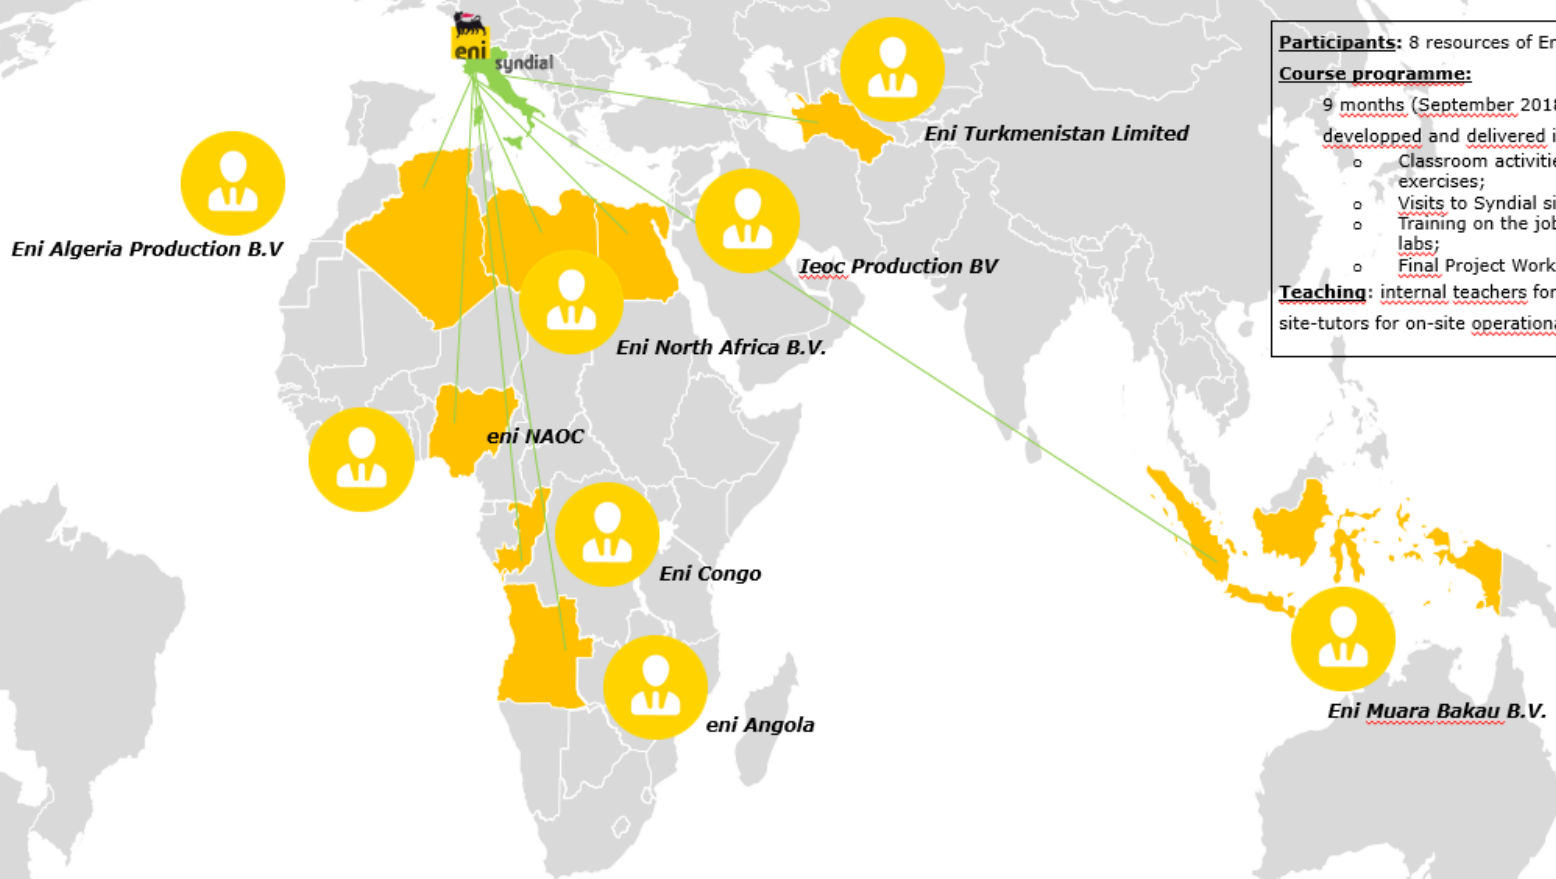 eni
syndial
Participants: 8 resources of
Course programme:
9 months (September 2018
developped and delivered
Classroom
exercises;
Visits to Syndial
Training on the
labs;
Final Project Work
Teaching: internal teachers for
site-tutors for on-site
Eni Turkmenistan Limited
Eni Algeria Production B.V
Ieoc Production BV
Eni North Africa B.V.
eni NAOC
Eni Congo
eni Angola
Eni Muara Bakau B.V.